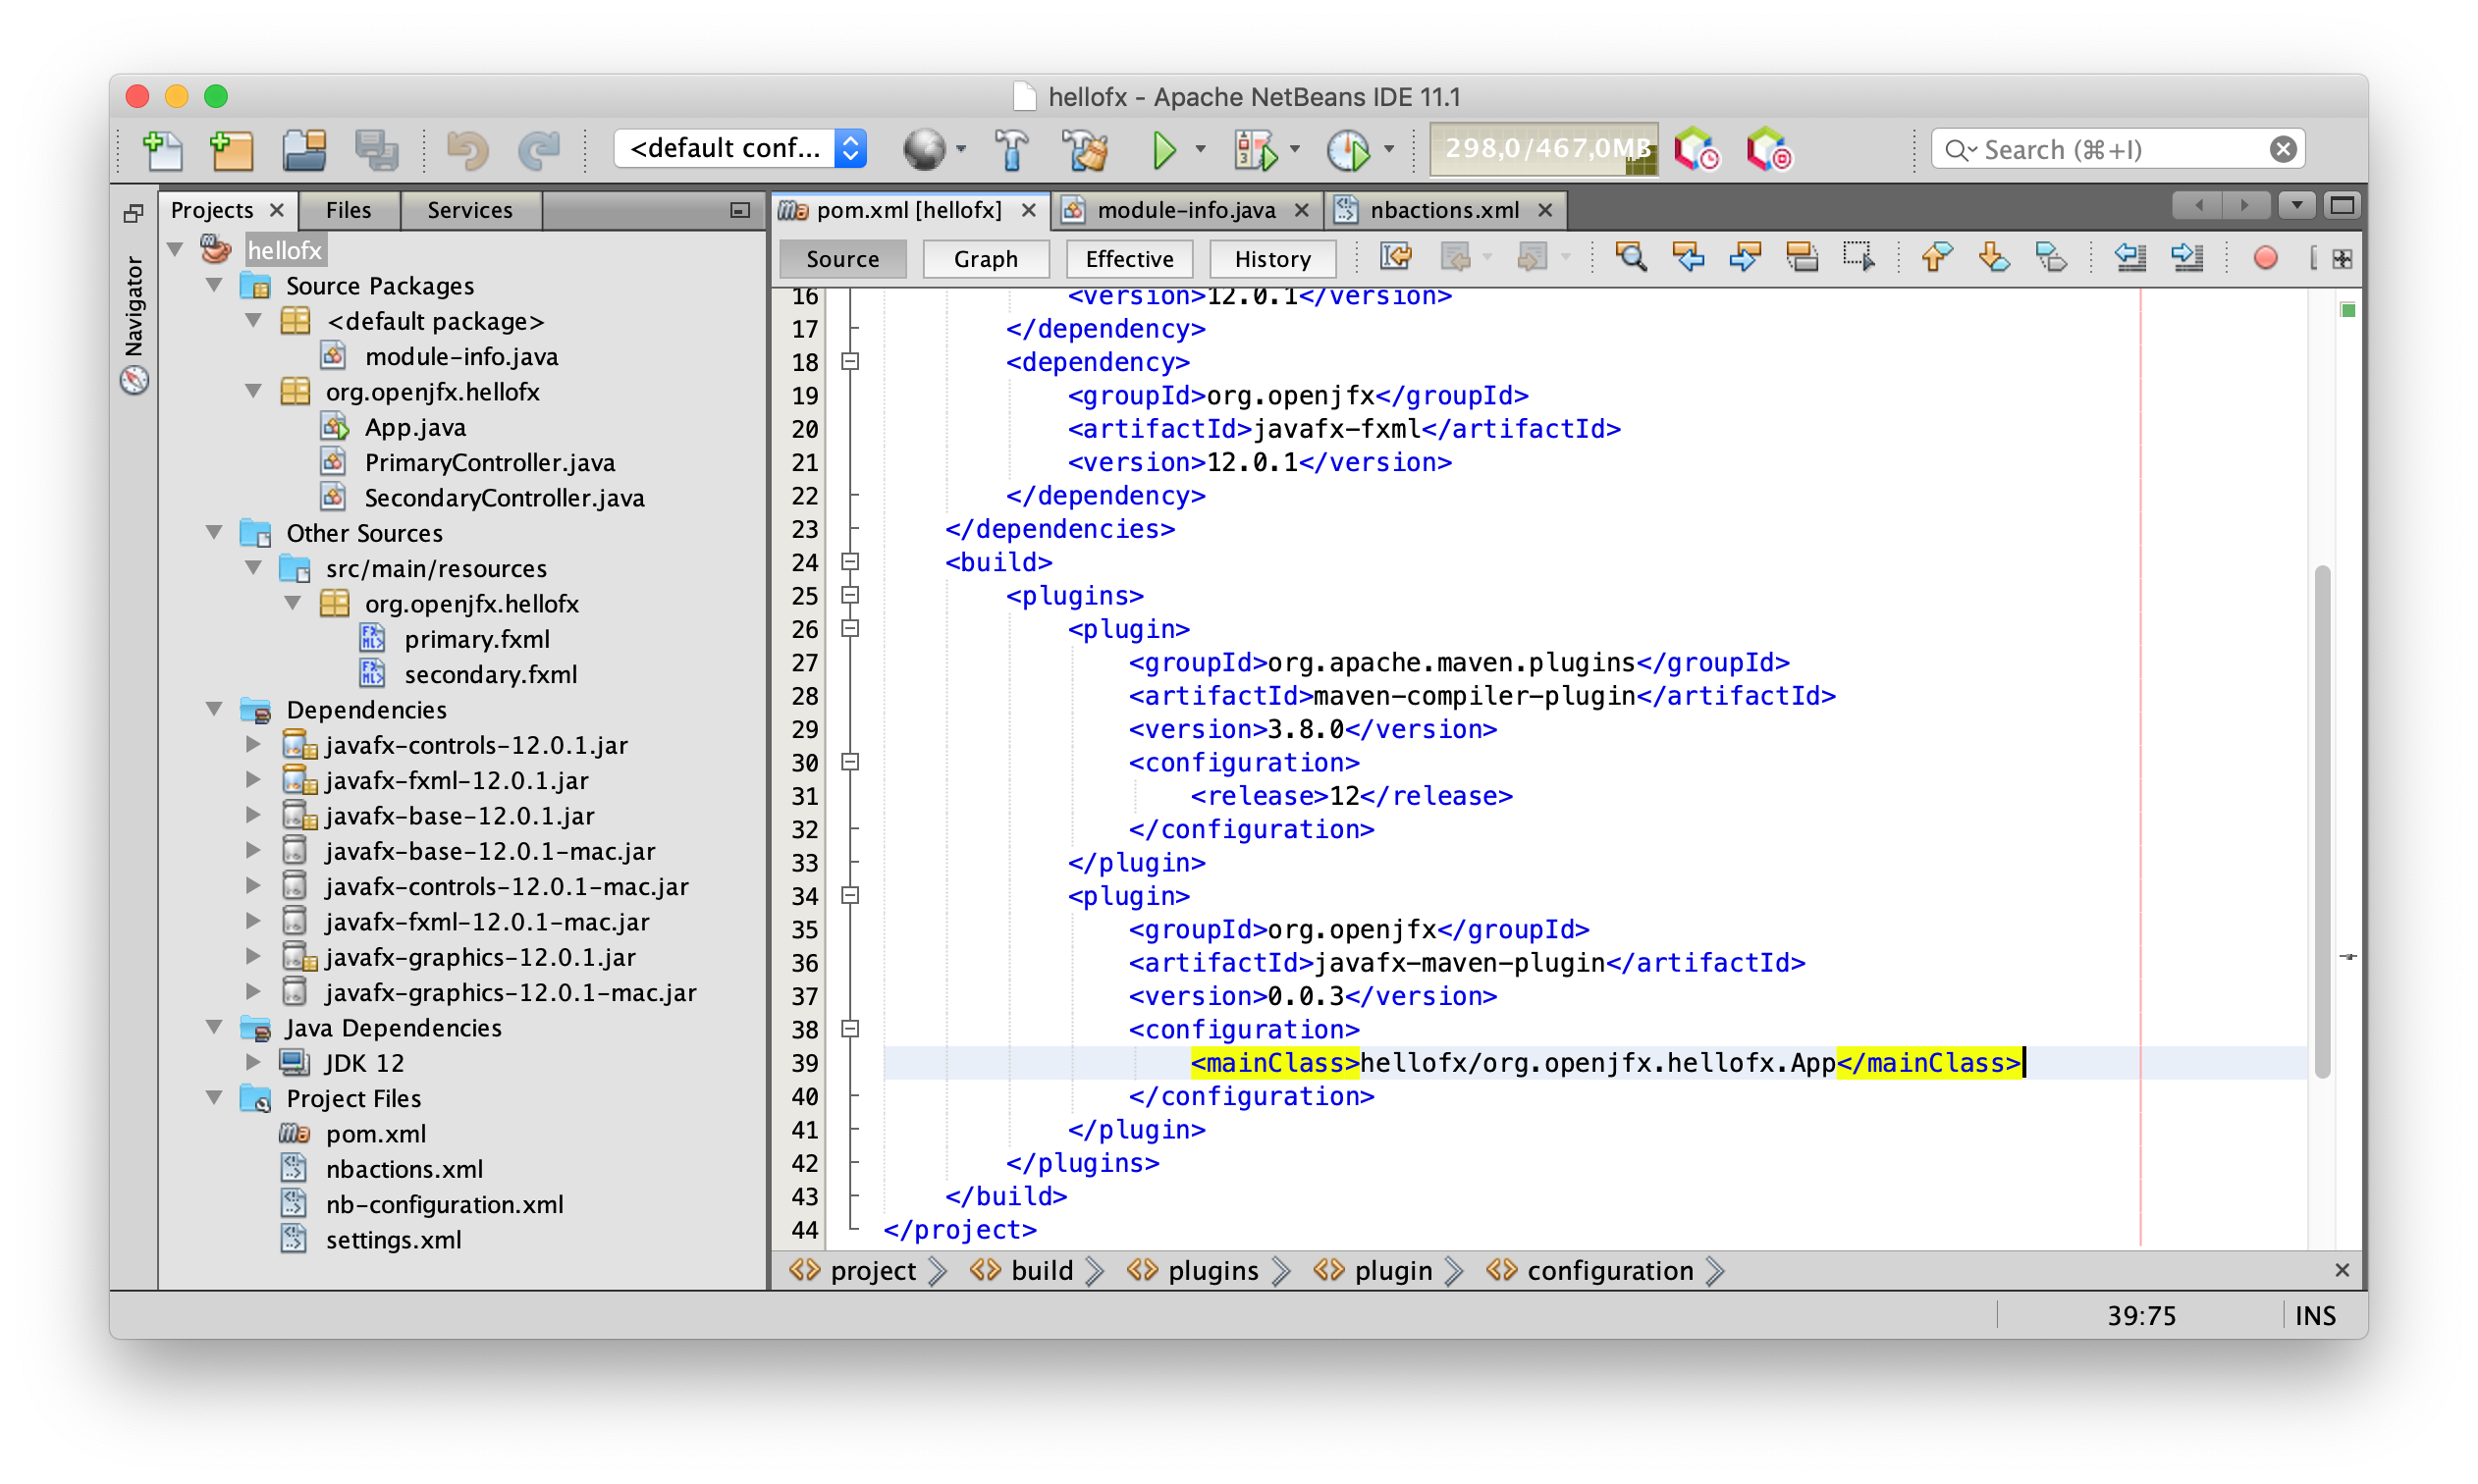 hellofx - Apache NetBeans IDE 11.1
<default conf...
298,0/467,0MB
Search (⌘+I)
Projects
Files
Services
pom.xml [hellofx]
module-info.java
nbactions.xml
Navigator
hellofx
Source Packages
<default package>
module-info.java
org.openjfx.hellofx
App.java
PrimaryController.java
SecondaryController.java
Other Sources
src/main/resources
org.openjfx.hellofx
primary.fxml
secondary.fxml
Dependencies
javafx-controls-12.0.1.jar
javafx-fxml-12.0.1.jar
javafx-base-12.0.1.jar
javafx-base-12.0.1-mac.jar
javafx-controls-12.0.1-mac.jar
javafx-fxml-12.0.1-mac.jar
javafx-graphics-12.0.1.jar
javafx-graphics-12.0.1-mac.jar
Java Dependencies
JDK 12
Project Files
pom.xml
nbactions.xml
nb-configuration.xml
settings.xml
Source Graph Effective History
16 <version>12.0.1</version>
17 </dependency>
18 <dependency>
19 <groupId>org.openjfx</groupId>
20 <artifactId>javafx-fxml</artifactId>
21 <version>12.0.1</version>
22 </dependency>
23 </dependencies>
24 <build>
25 <plugins>
26 <plugin>
27 <groupId>org.apache.maven.plugins</groupId>
28 <artifactId>maven-compiler-plugin</artifactId>
29 <version>3.8.0</version>
30 <configuration>
31 <release>12</release>
32 </configuration>
33 </plugin>
34 <plugin>
35 <groupId>org.openjfx</groupId>
36 <artifactId>javafx-maven-plugin</artifactId>
37 <version>0.0.3</version>
38 <configuration>
39 <mainClass>hellofx/org.openjfx.hellofx.App</mainClass>
40 </configuration>
41 </plugin>
42 </plugins>
43 </build>
44 </project>
project build plugins plugin configuration
39:75 INS